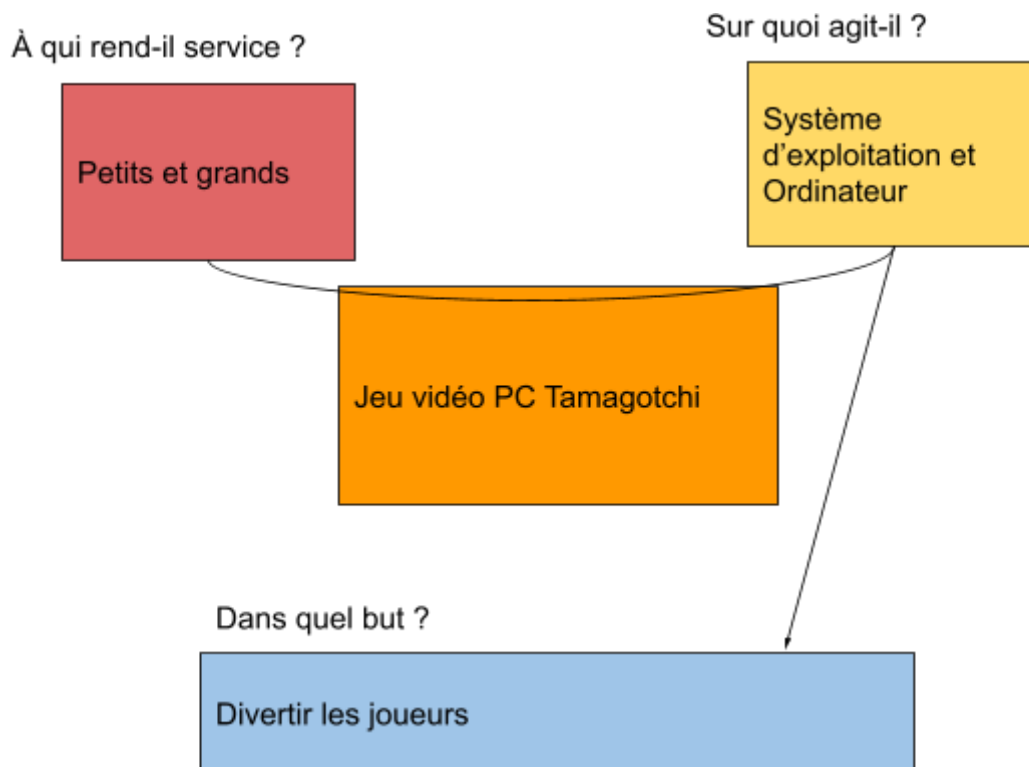 À qui rend-il service ?
Sur quoi agit-il ?
Petits et grands
Système
d'exploitation et
Ordinateur
Jeu vidéo PC Tamagotchi
Dans quel but ?
Divertir les joueurs